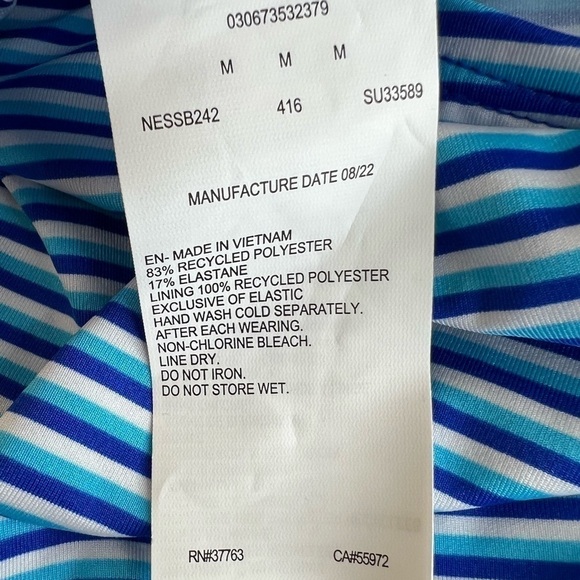 030673532379
M M M
NESSB242 416 SU33589
MANUFACTURE DATE 08/22
EN- MADE IN VIETNAM
83% RECYCLED POLYESTER
17% ELASTANE
LINING 100% RECYCLED POLYESTER
EXCLUSIVE OF ELASTIC
HAND WASH COLD SEPARATELY.
AFTER EACH WEARING.
NON-CHLORINE BLEACH.
LINE DRY.
DO NOT IRON.
DO NOT STORE WET.
RN#37763 CA#55972